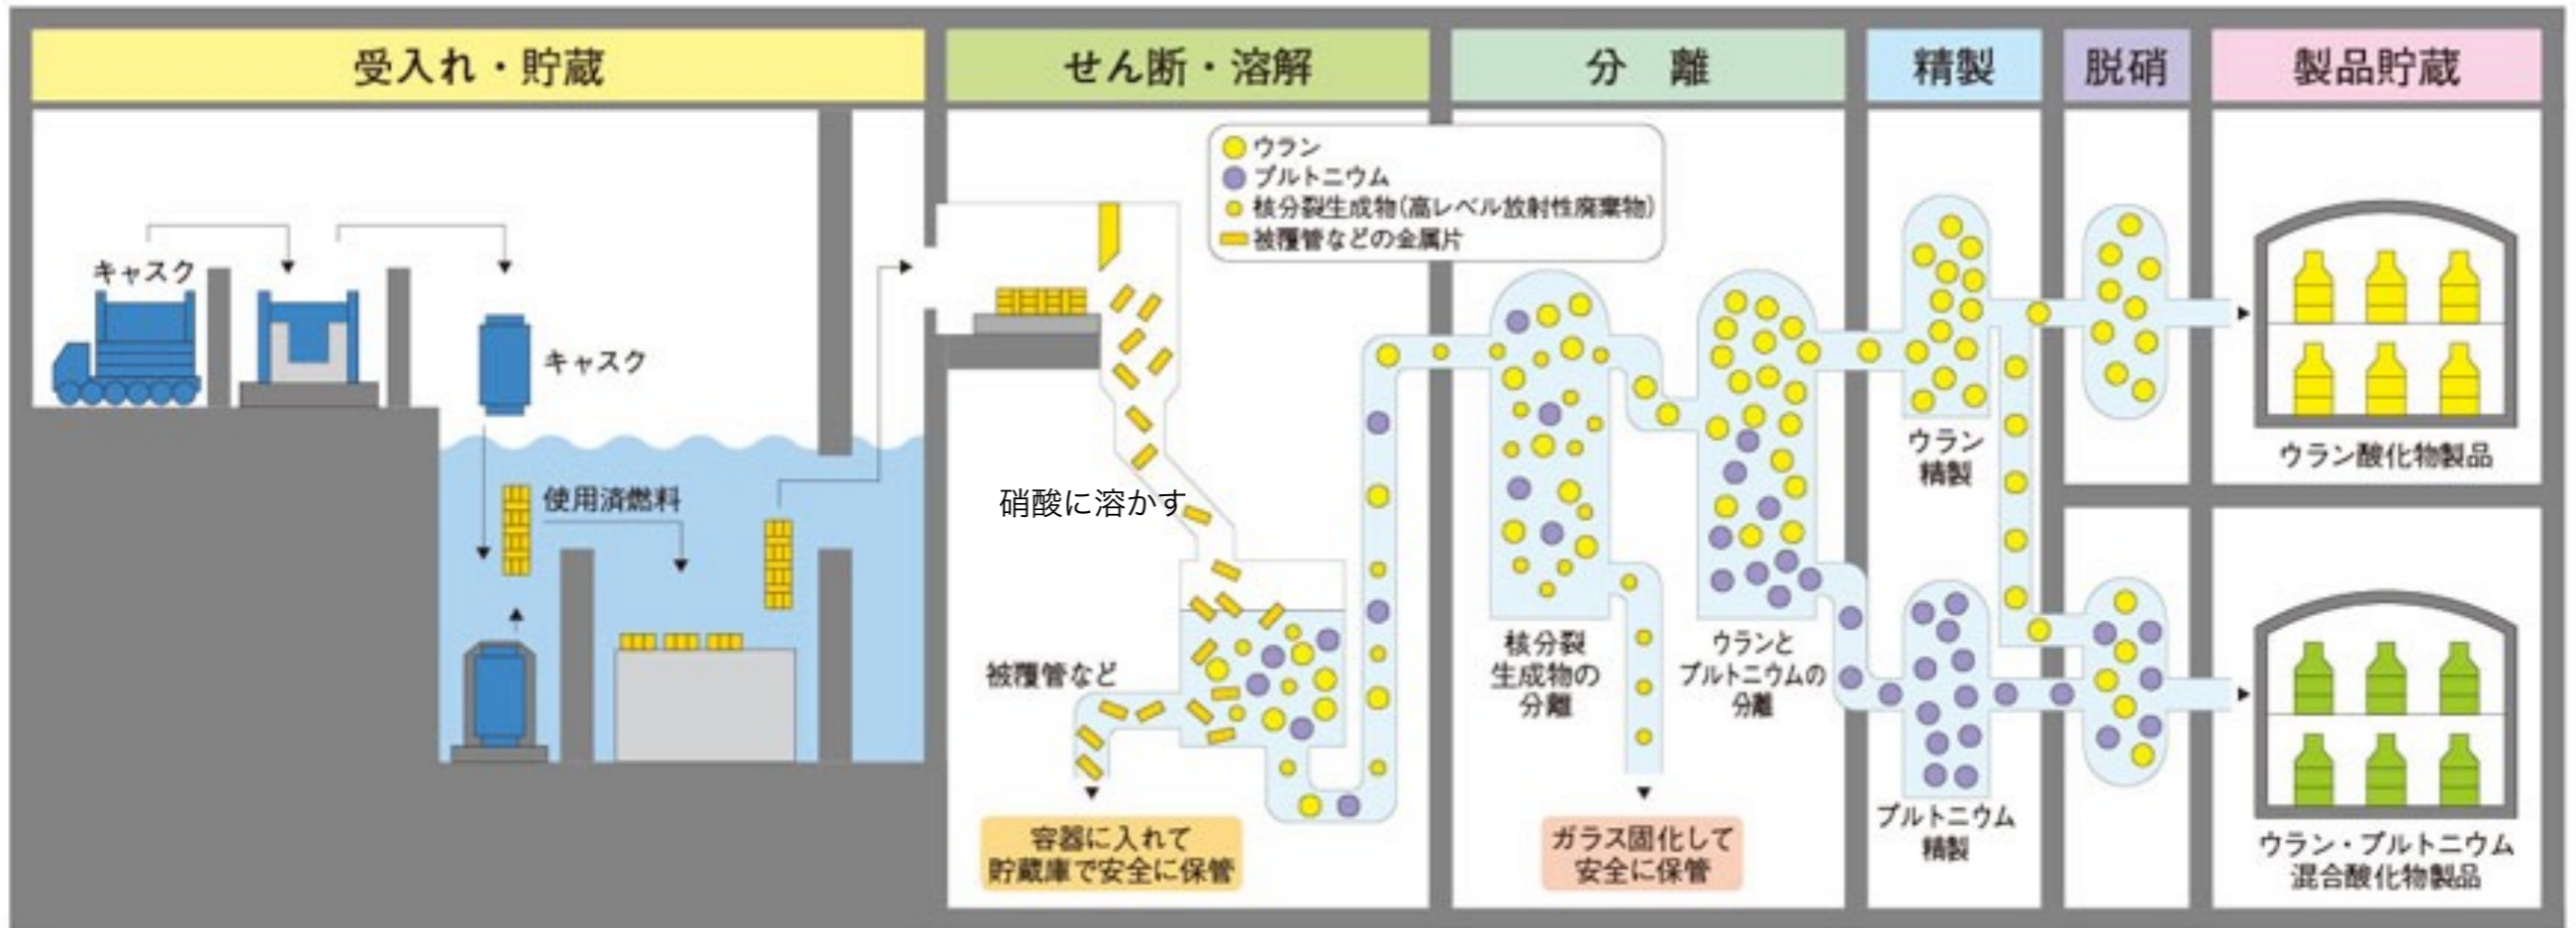 受入れ・貯蔵
せん断・溶解
分　離
精製
脱硝
製品貯蔵
ウラン
プルトニウム
核分裂生成物(高レベル放射性廃棄物)
被覆管などの金属片
キャスク
キャスク
使用済燃料
硝酸に溶かす
被覆管など
容器に入れて
貯蔵庫で安全に保管
核分裂
生成物の
分離
ガラス固化して
安全に保管
ウランと
プルトニウムの
分離
ウラン
精製
プルトニウム
精製
ウラン酸化物製品
ウラン・プルトニウム
混合酸化物製品